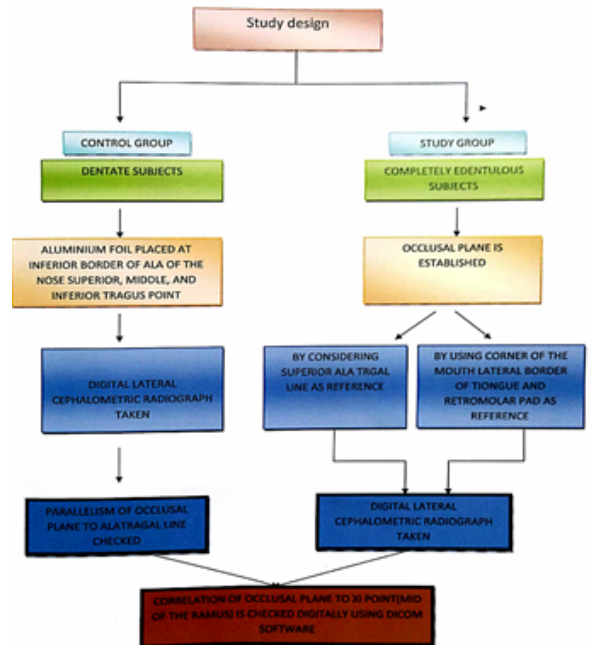 Study design
CONTROL GROUP
DENTATE SUBJECTS
ALUMINIUM FOIL PLACED AT
INFERIOR BORDER OF ALA OF THE
NOSE SUPERIOR, MIDDLE, AND
INFERIOR TRAGUS POINT
DIGITAL LATERAL
CEPHALOMETRIC RADIOGRAPH
TAKEN
PARALLELISM OF OCCLUSAL
PLANE TO ALATRAGAL LINE
CHECKED
STUDY GROUP
COMPLETELY EDENTULOUS
SUBJECTS
OCCLUSAL PLANE IS
ESTABLISHED
BY CONSIDERING
SUPERIOR ALA TRGAL
LINE AS REFERENCE
BY USING CORNER OF THE
MOUTH LATERAL BORDER
OF TIONGUE AND
RETROMOLAR PAD AS
REFERENCE
DIGITAL LATERAL
CEPHALOMETRIC RADIOGRAPH
TAKEN
CORRELATION OF OCCLUSAL PLANE TO XI POINT(MID
OF THE RAMUS) IS CHECKED DIGITALLY USING DICOM
SOFTWARE